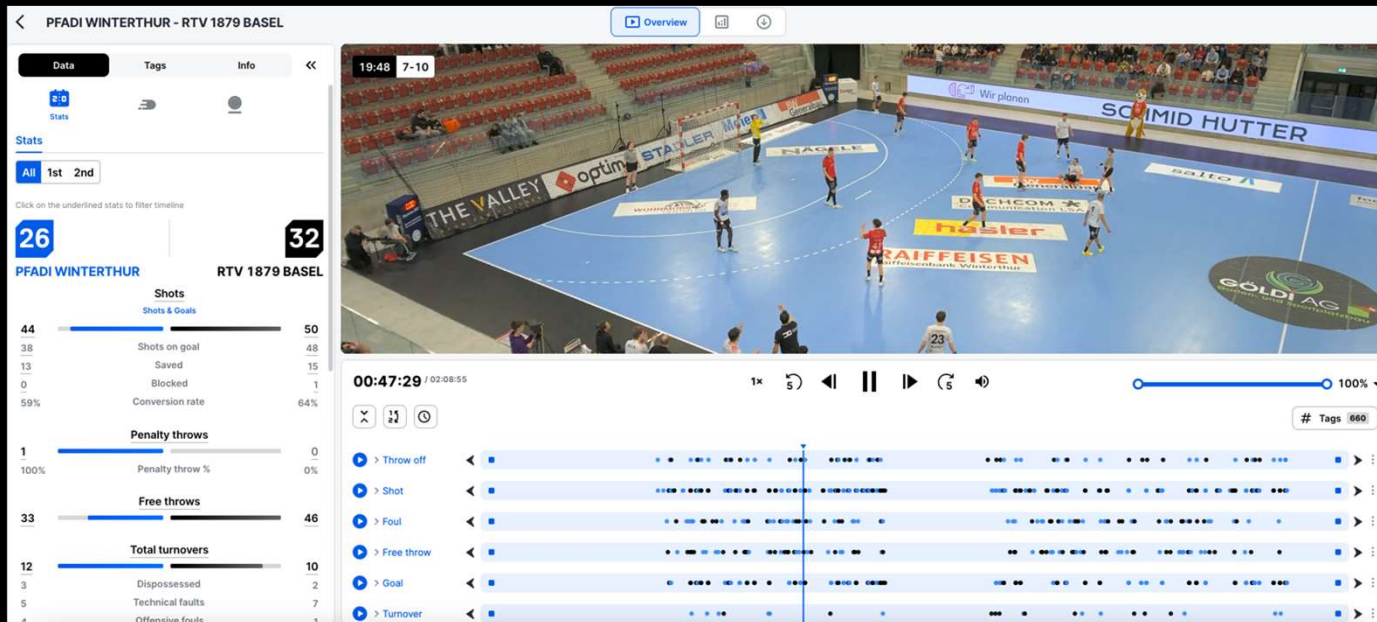 PFADI WINTERTHUR - RTV 1879 BASEL
Overview
Data Tags Info
Stats
Stats
All 1st 2nd
Click on the underlined stats to filter timeline
26 32
PFADI WINTERTHUR RTV 1879 BASEL
Shots
Shots & Goals
44 50
38 Shots on goal 48
13 Saved 15
0 Blocked 1
59% Conversion rate 64%
Penalty throws
1 0
100% Penalty throw % 0%
Free throws
33 46
Total turnovers
12 10
3 Dispossessed 2
5 Technical faults 7
4 Offensive fouls 1
19:48 7-10
Wir planen
SCHMID HUTTER
STADLER
Generalbau
NÄGELE
optim
THE VALLEY
salto
hasler
RAIFFEISEN
Raiffeisenbank Winterthur
GÖLDI AG
23
00:47:29 / 02:08:55
1x 5 5 100%
# Tags 660
Throw off
Shot
Foul
Free throw
Goal
Turnover